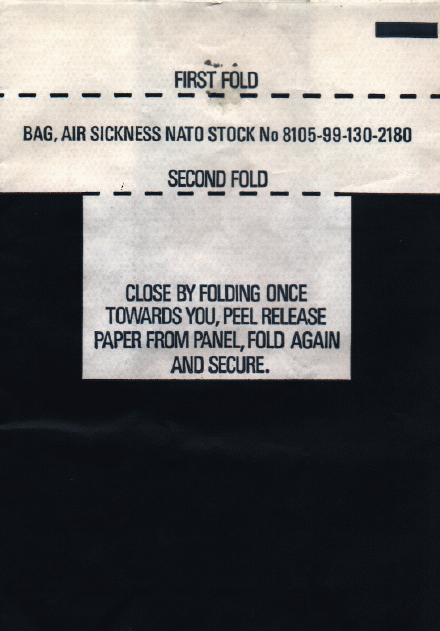 FIRST FOLD
BAG, AIR SICKNESS NATO STOCK No 8105-99-130-2180
SECOND FOLD
CLOSE BY FOLDING ONCE
TOWARDS YOU, PEEL RELEASE
PAPER FROM PANEL, FOLD AGAIN
AND SECURE.